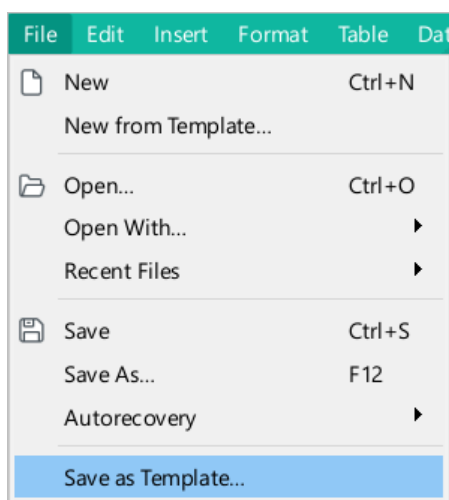 File Edit Insert Format Table Dat
New Ctrl+N
New from Template...
Open... Ctrl+O
Open With...
Recent Files
Save Ctrl+S
Save As... F12
Autorecovery
Save as Template...